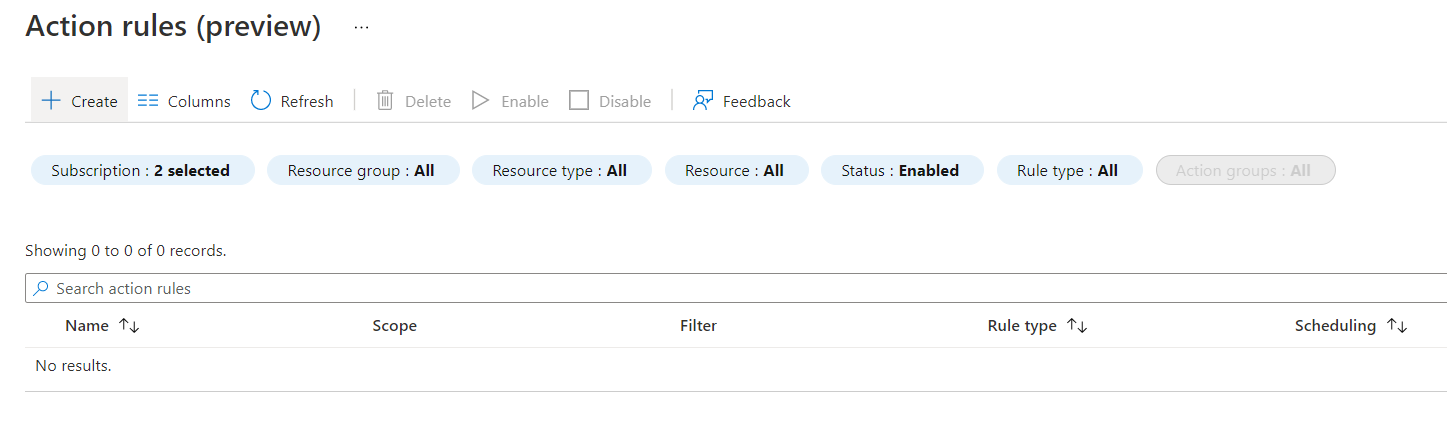 Action rules (preview) ...
Create Columns Refresh Delete Enable Disable Feedback
Subscription : 2 selected Resource group : All Resource type : All Resource : All Status : Enabled Rule type : All Action groups : All
Showing 0 to 0 of 0 records.
Search action rules
Name Scope Filter Rule type Scheduling
No results.